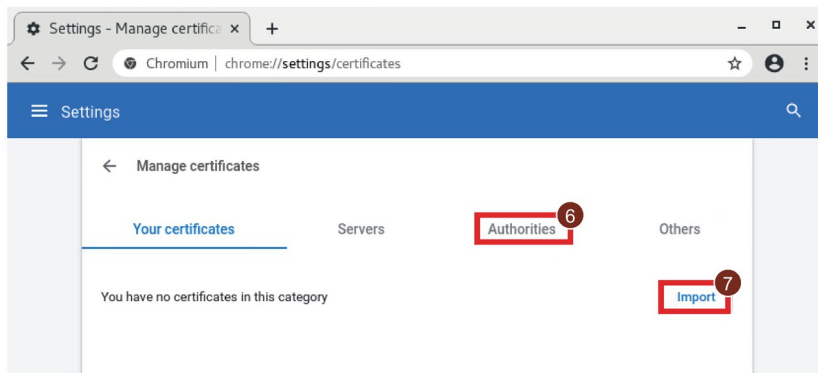 Settings - Manage certifica
Chromium | chrome://settings/certificates
Settings
Manage certificates
Your certificates Servers Authorities 6 Others
You have no certificates in this category Import 7